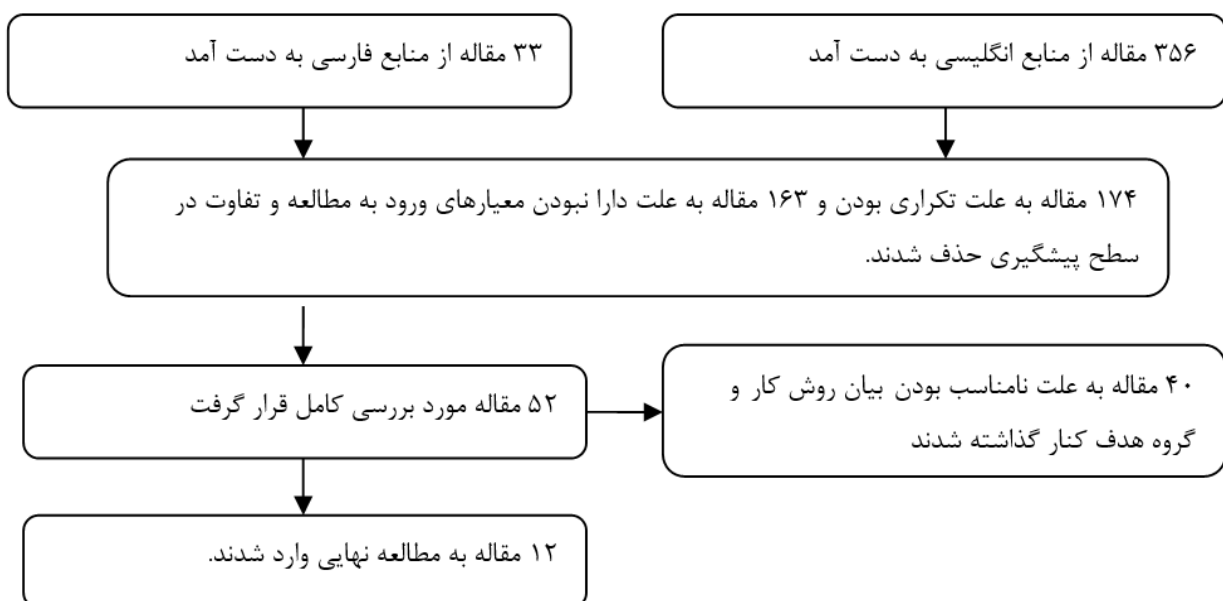 ۳۵۶ مقاله از منابع انگلیسی به دست آمد
۳۳ مقاله از منابع فارسی به دست آمد
۱۷۴ مقاله به علت تکراری بودن و ۱۶۳ مقاله به علت دارا نبودن معیارهای ورود به مطالعه و تفاوت در
سطح پیشگیری حذف شدند.
۵۲ مقاله مورد بررسی کامل قرار گرفت
۴۰ مقاله به علت نامناسب بودن بیان روش کار و
گروه هدف کنار گذاشته شدند
۱۲ مقاله به مطالعه نهایی وارد شدند.